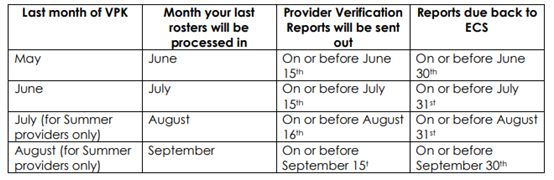 Last month of VPK Month your last rosters will be processed in Provider Verification Reports will be sent out Reports due back to ECS
May June On or before June 15th On or before June 30th
June July On or before July 15th On or before July 31st
July (for Summer providers only) August On or before August 16th On or before August 31st
August (for Summer providers only) September On or before September 15t On or before September 30th